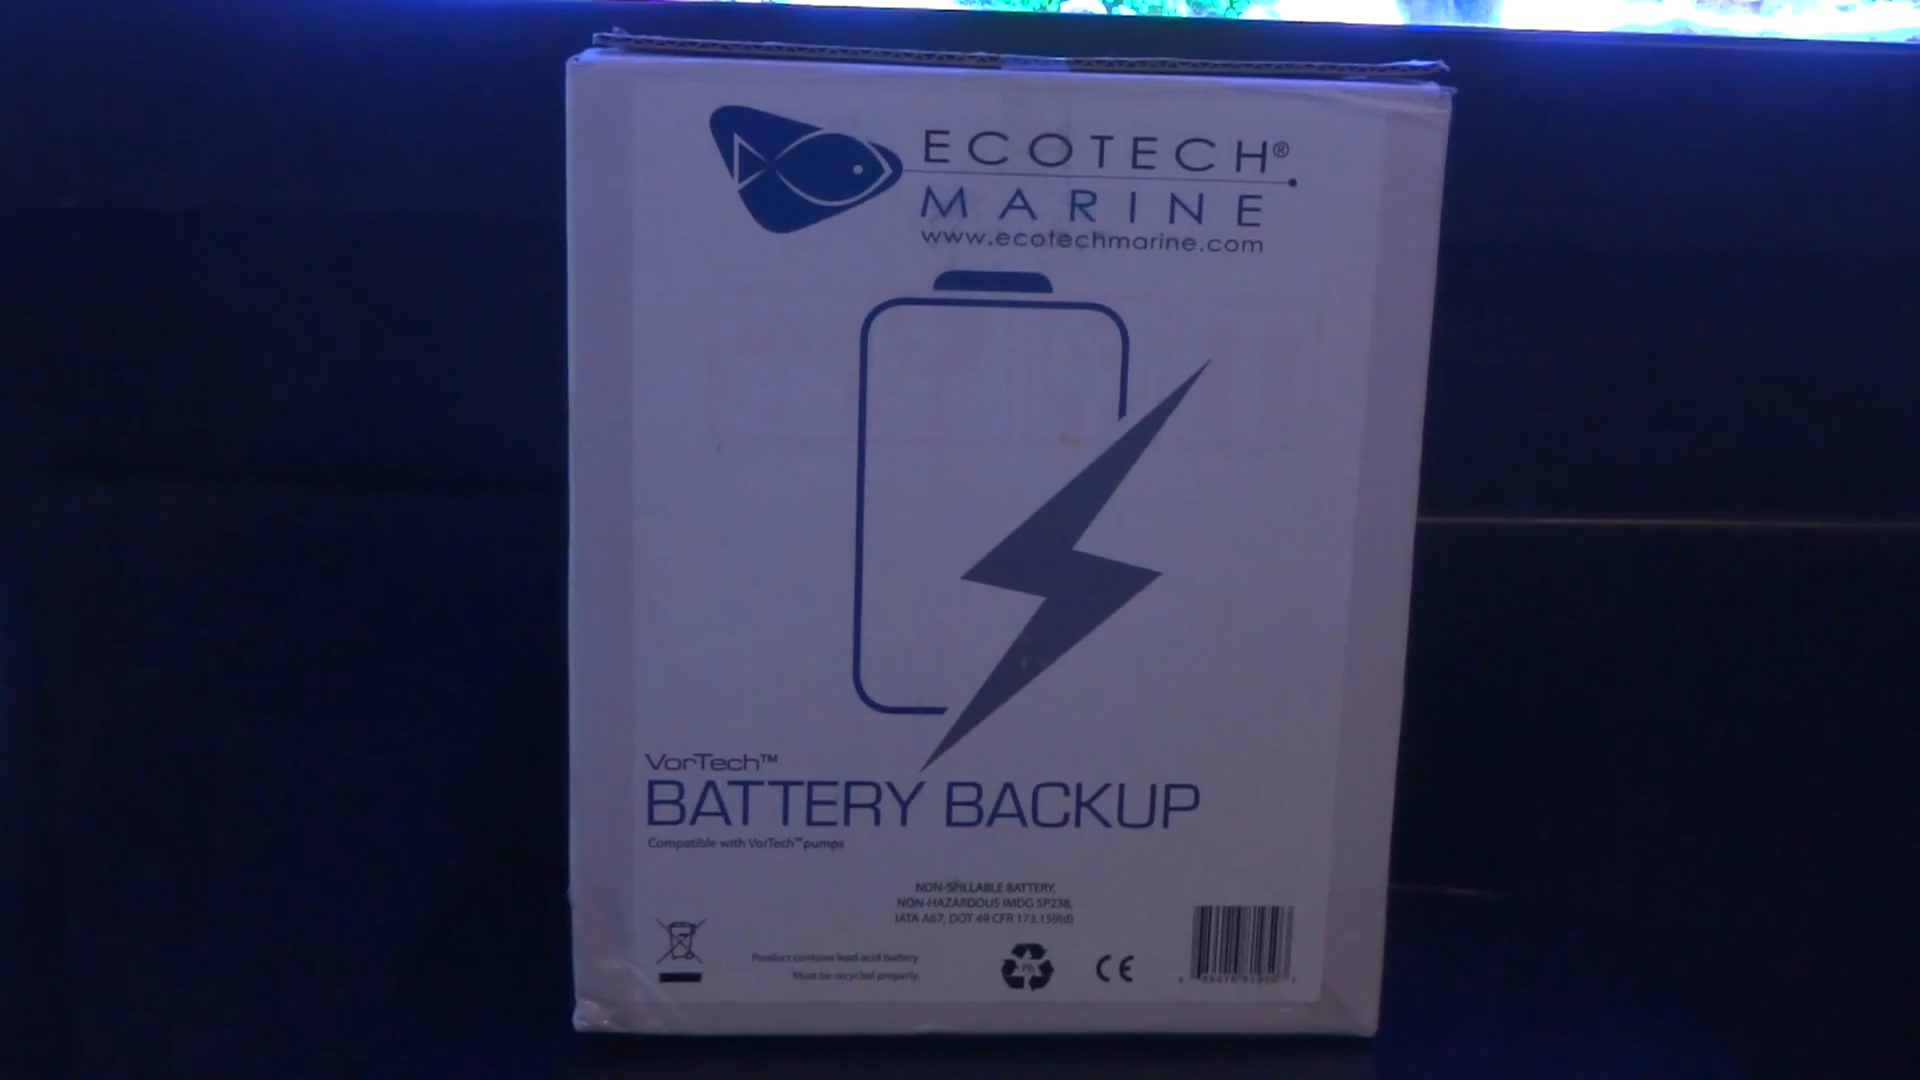 ECOTECH®
MARINE
www.ecotechmarine.com
VorTech™
BATTERY BACKUP
Compatible with VorTech™ pumps
NON-SPILLABLE BATTERY,
NON-HAZARDOUS IMDG SP238,
IATA A67, DOT 49 CFR 173.159(d)
Product contains lead-acid battery
Must be recycled properly.
Pb
CE